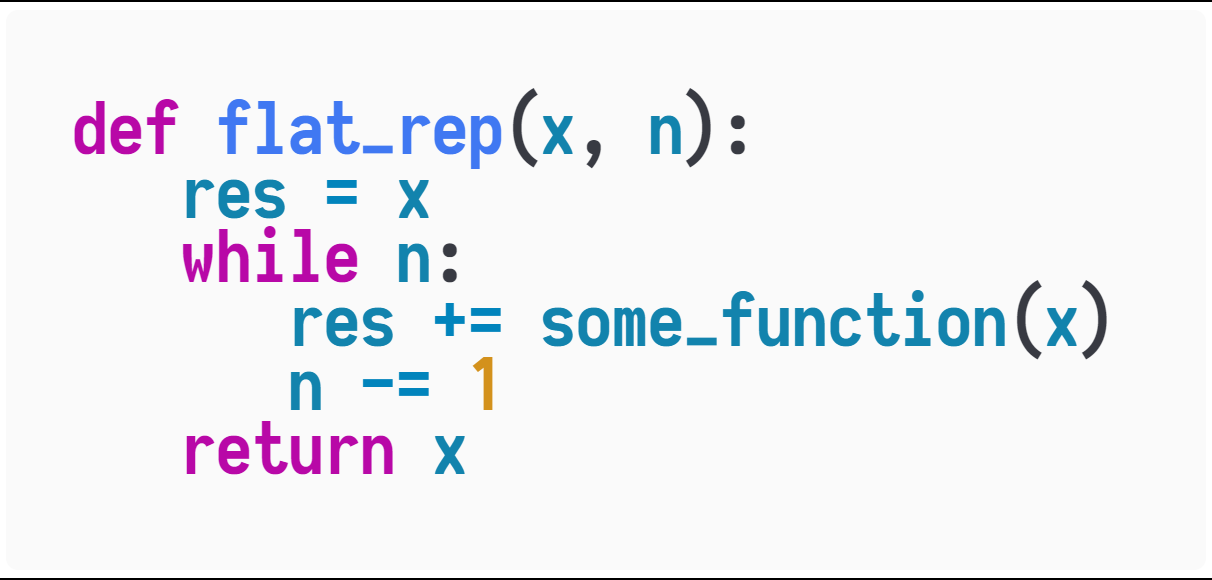 def flat_rep(x, n):
   res = x
   while n:
      res += some_function(x)
      n -= 1
   return x